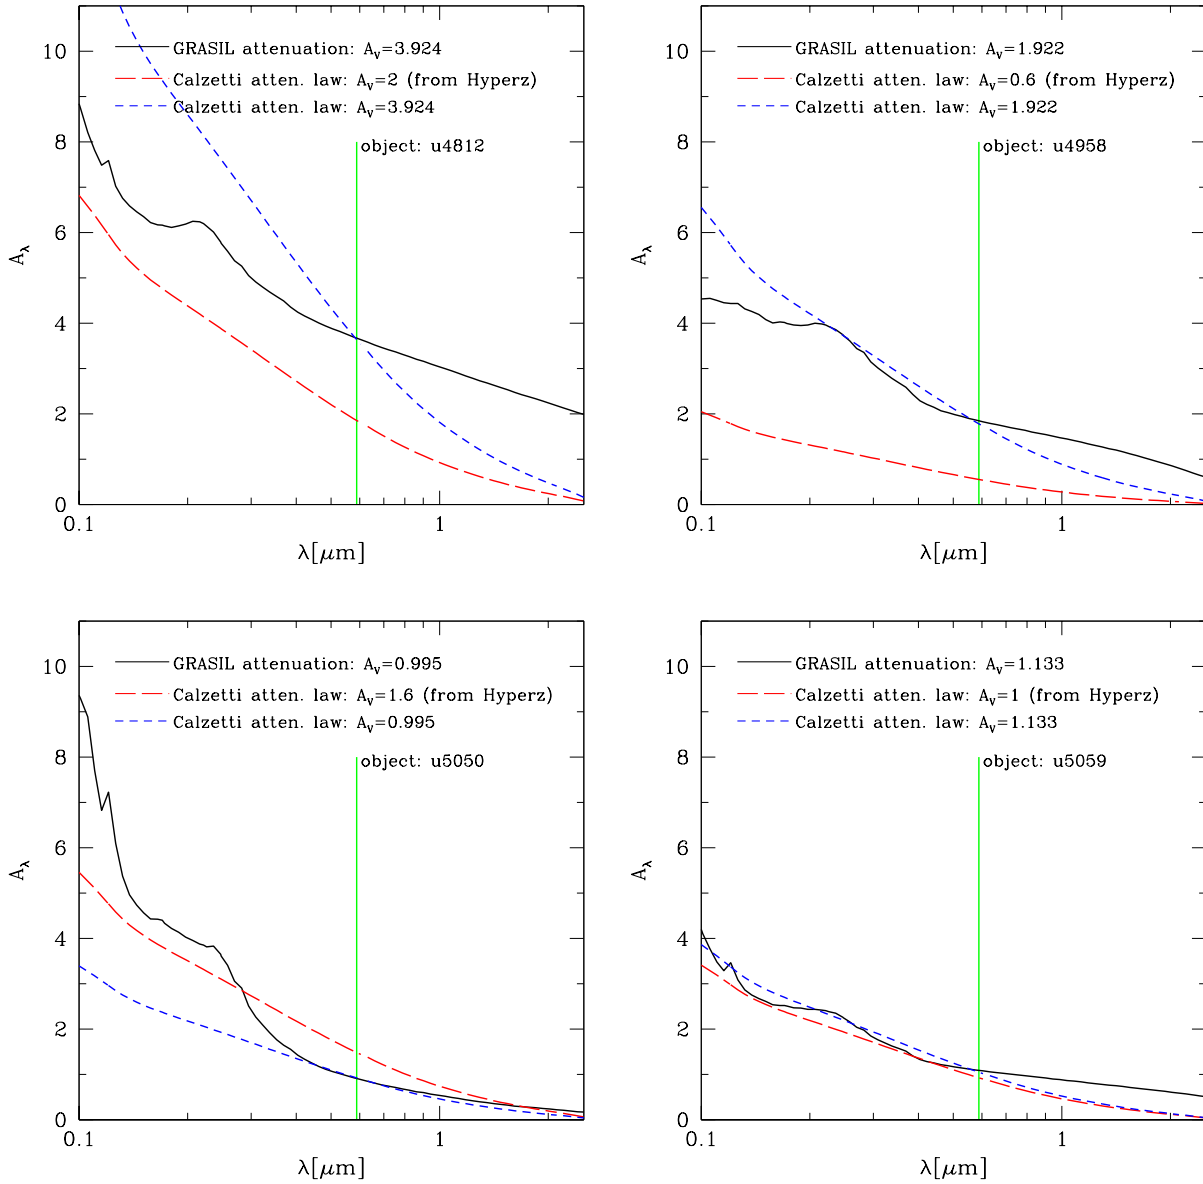 10
8
6
4
2
0
A_λ
GRASIL attenuation: A_V=3.924
Calzetti atten. law: A_V=2 (from Hyperz)
Calzetti atten. law: A_V=3.924
object: u4812
0.1
1
λ[μm]
10
8
6
4
2
0
A_λ
GRASIL attenuation: A_V=1.922
Calzetti atten. law: A_V=0.6 (from Hyperz)
Calzetti atten. law: A_V=1.922
object: u4958
0.1
1
λ[μm]
10
8
6
4
2
0
A_λ
GRASIL attenuation: A_V=0.995
Calzetti atten. law: A_V=1.6 (from Hyperz)
Calzetti atten. law: A_V=0.995
object: u5050
0.1
1
λ[μm]
10
8
6
4
2
0
A_λ
GRASIL attenuation: A_V=1.133
Calzetti atten. law: A_V=1 (from Hyperz)
Calzetti atten. law: A_V=1.133
object: u5059
0.1
1
λ[μm]